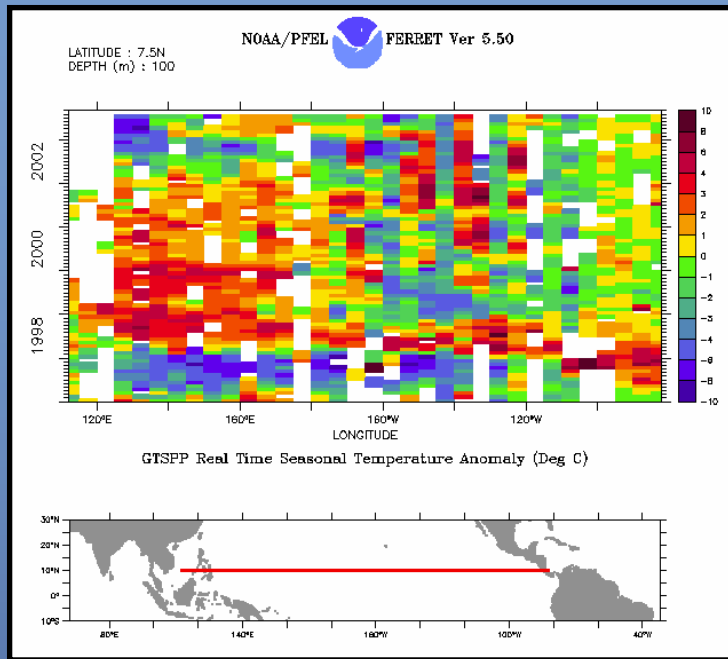 NOAA/PFEL FERRET Ver 5.50
LATITUDE : 7.5N
DEPTH (m) : 100
2002
2000
1998
10
8
6
4
3
2
1
0
-1
-2
-3
-4
-6
-8
-10
120°E 160°E 160°W 120°W
LONGITUDE
GTSPP Real Time Seasonal Temperature Anomaly (Deg C)
30°N
20°N
10°N
0°
10°S
80°E 140°E 160°W 100°W 40°W